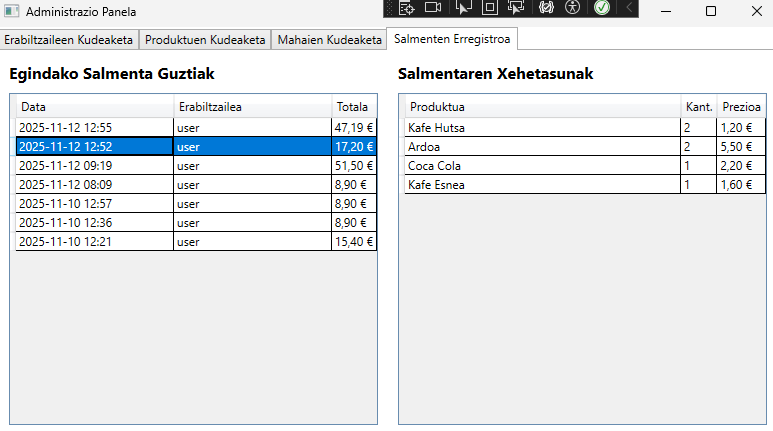 Administrazio Panela
Erabiltzaileen Kudeaketa Produktuen Kudeaketa Mahaien Kudeaketa Salmenten Erregistroa
Egindako Salmenta Guztiak
Data Erabiltzailea Totala
2025-11-12 12:55 user 47,19 €
2025-11-12 12:52 user 17,20 €
2025-11-12 09:19 user 51,50 €
2025-11-12 08:09 user 8,90 €
2025-11-10 12:57 user 8,90 €
2025-11-10 12:36 user 8,90 €
2025-11-10 12:21 user 15,40 €
Salmentaren Xehetasunak
Produktua Kant. Prezioa
Kafe Hutsa 2 1,20 €
Ardoa 2 5,50 €
Coca Cola 1 2,20 €
Kafe Esnea 1 1,60 €